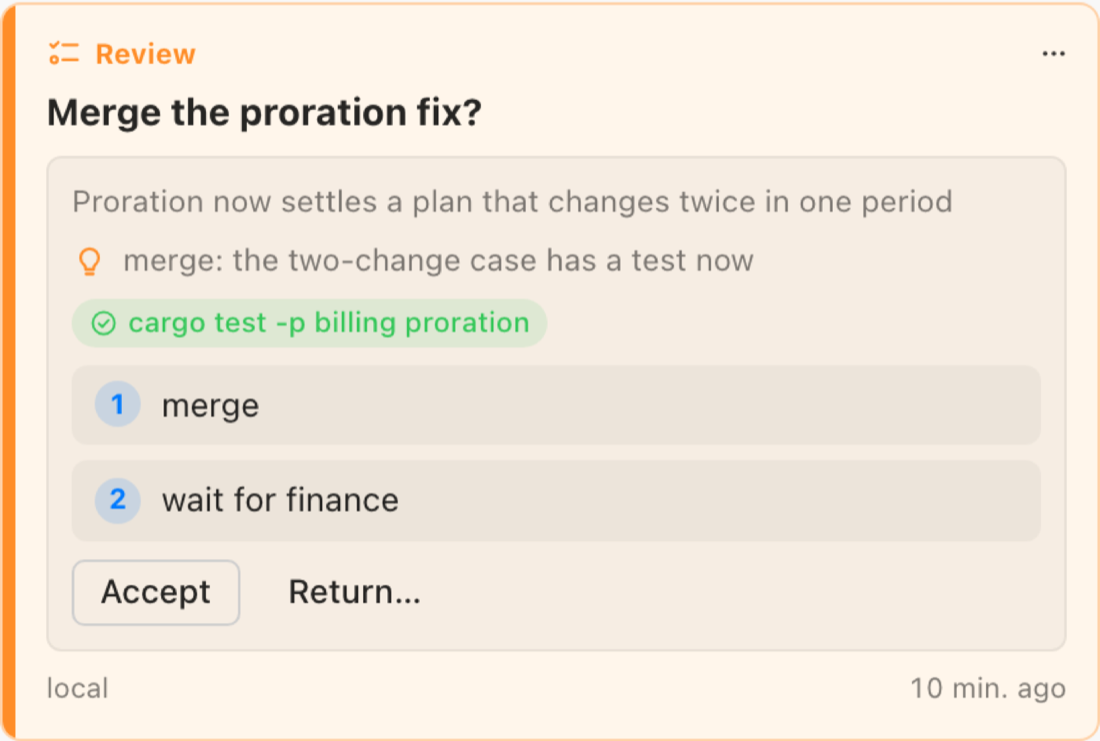 Review
...
Merge the proration fix?
Proration now settles a plan that changes twice in one period
merge: the two-change case has a test now
cargo test -p billing proration
1 merge
2 wait for finance
Accept Return...
local 10 min. ago